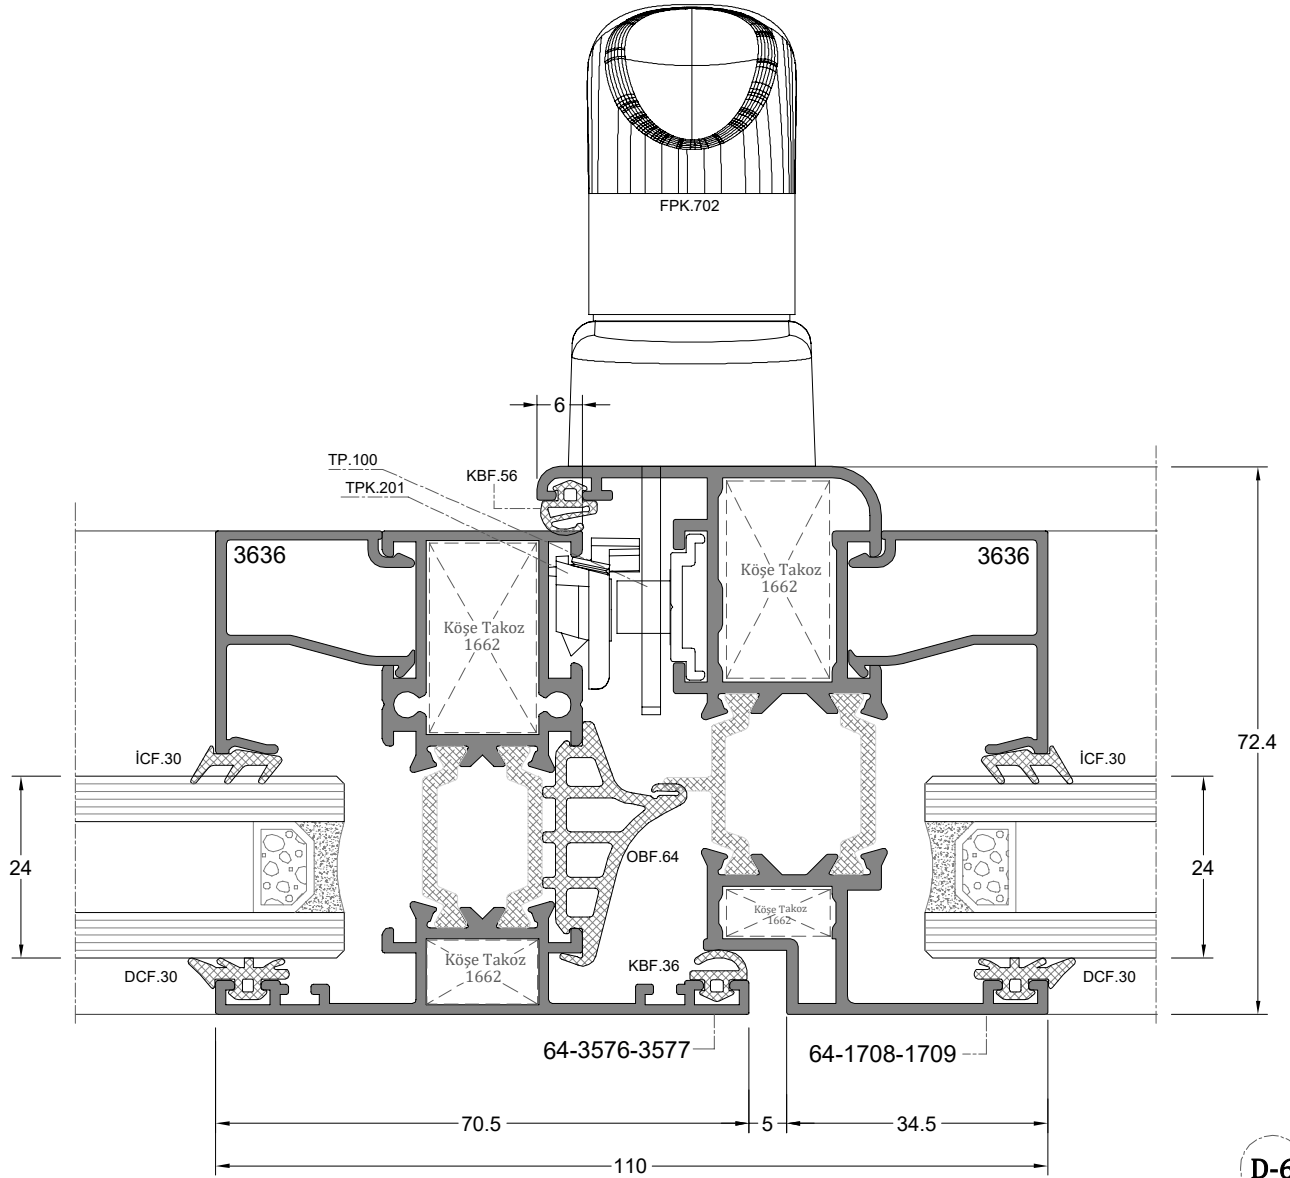 FPK.702
6
TP.100
KBF.56
TPK.201
3636
3636
Köşe Takoz
1662
Köşe Takoz
1662
72.4
İCF.30
İCF.30
24
OBF.64
24
Köşe Takoz
1662
Köşe Takoz
1662
KBF.36
DCF.30
DCF.30
64-3576-3577
64-1708-1709
70.5
5
34.5
110
D-6